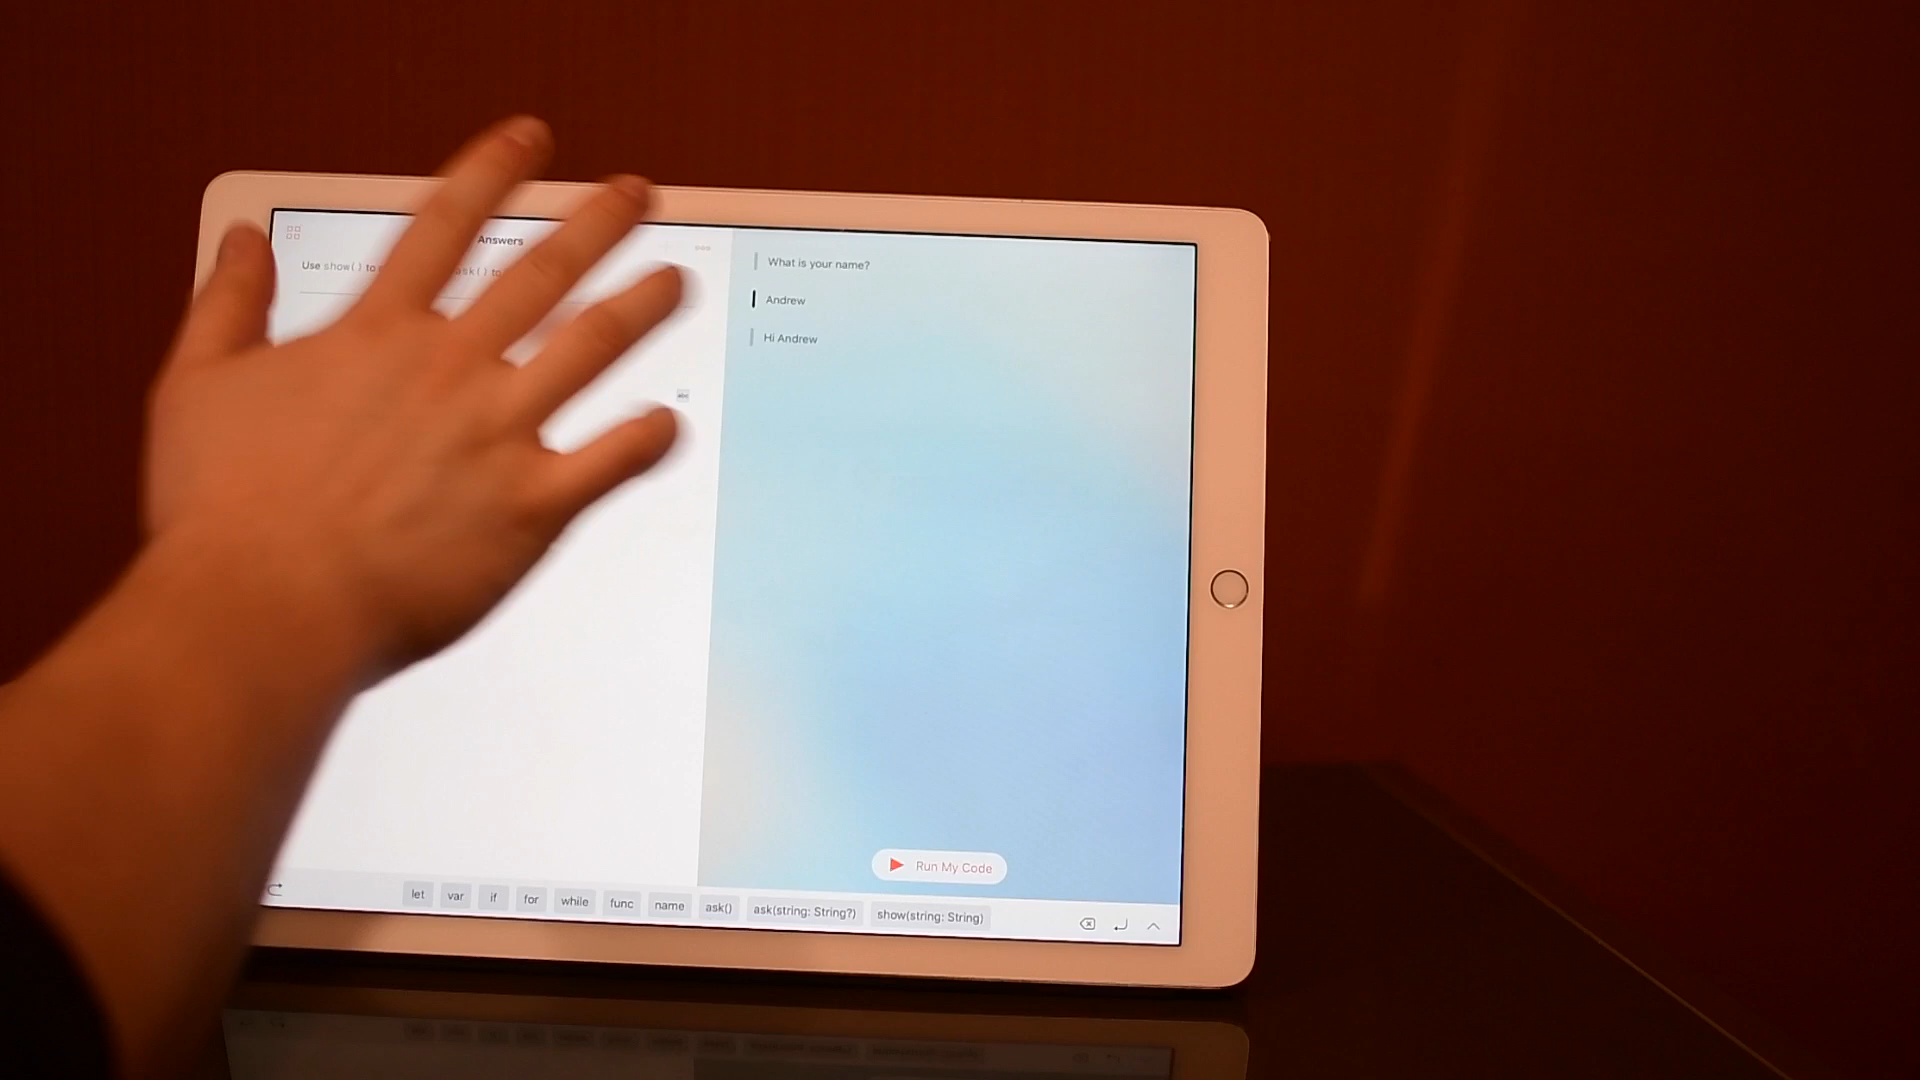 Answers
Use show() to ask() to
What is your name?
Andrew
Hi Andrew
abc
Run My Code
let var if for while func name ask() ask(string: String?) show(string: String)